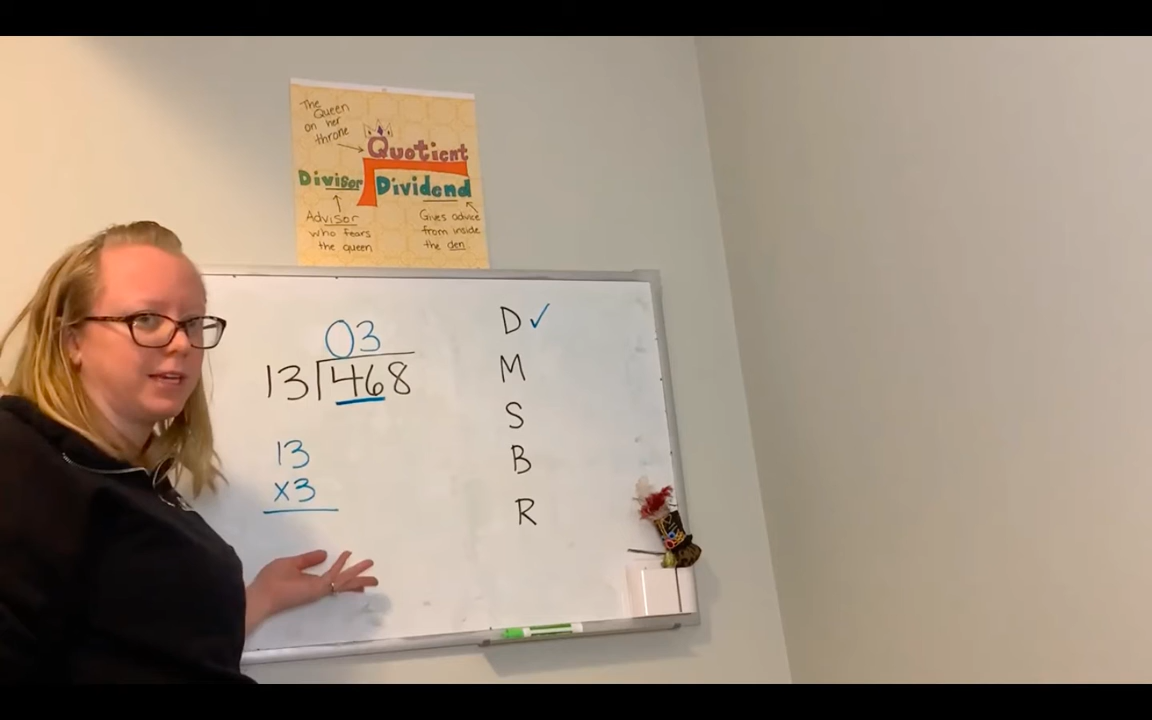 The
Queen
on her
throne
Quotient
Divisor
Dividend
Advisor
who fears
the queen
Gives advice
from inside
the den
03
13 468
13
x3
D ✓
M
S
B
R